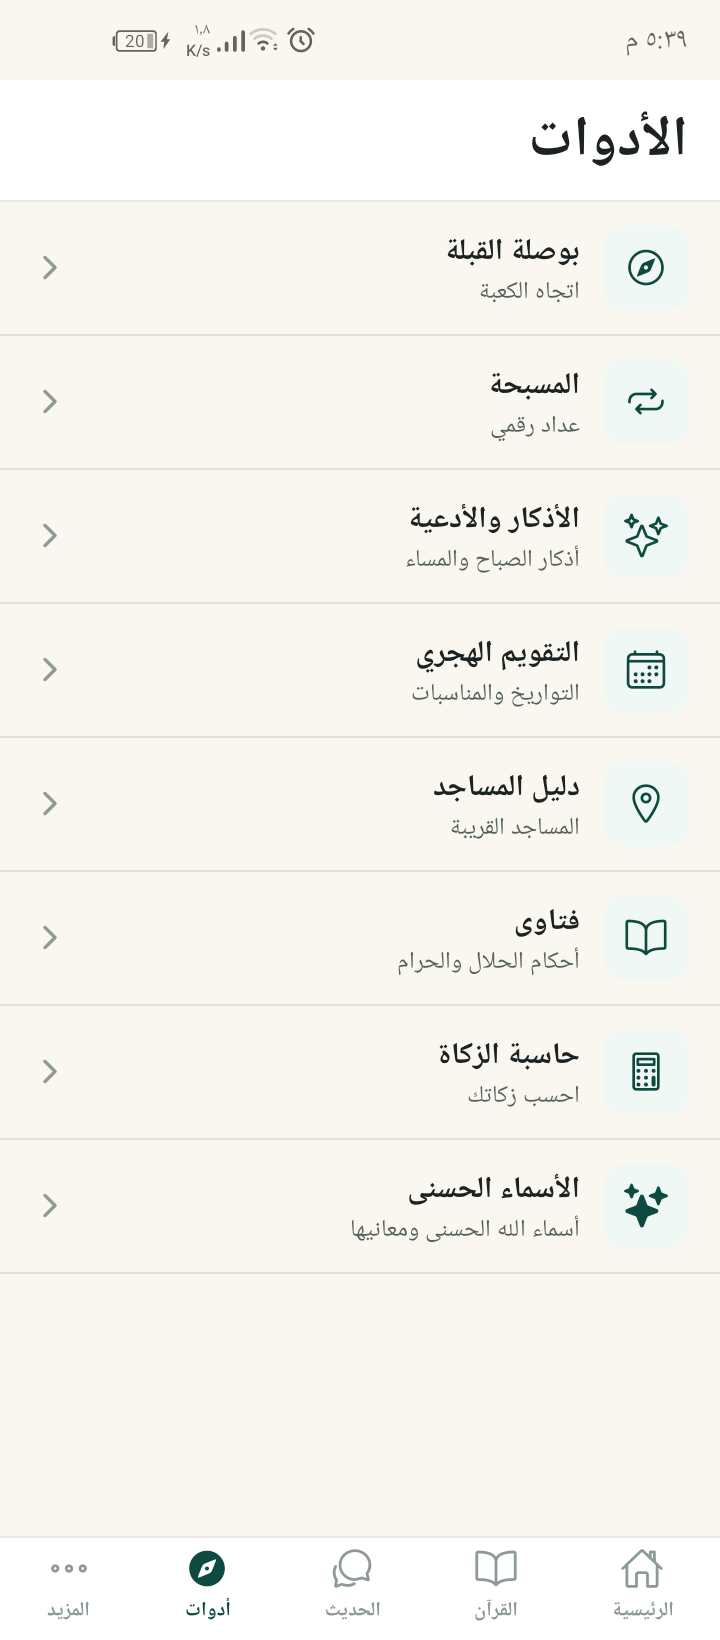 ٥:٣٩ م
١,٨ K/s
20
الأدوات
بوصلة القبلة
اتجاه الكعبة
المسبحة
عداد رقمي
الأذكار والأدعية
أذكار الصباح والمساء
التقويم الهجري
التواريخ والمناسبات
دليل المساجد
المساجد القريبة
فتاوى
أحكام الحلال والحرام
حاسبة الزكاة
احسب زكاتك
الأسماء الحسنى
أسماء الله الحسنى ومعانيها
الرئيسية
القرآن
الحديث
أدوات
المزيد